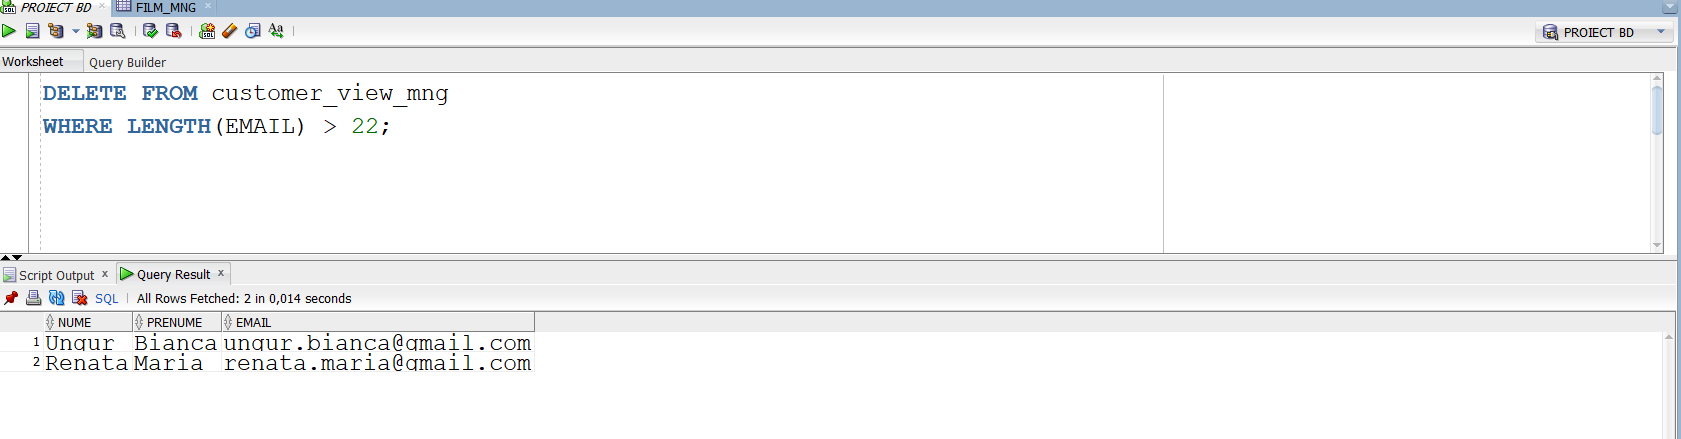 PROIECT BD × FILM_MNG ×
PROIECT BD
Worksheet Query Builder
DELETE FROM customer_view_mng
WHERE LENGTH(EMAIL) > 22;
Script Output x Query Result x
SQL | All Rows Fetched: 2 in 0,014 seconds
NUME PRENUME EMAIL
1 Ungur Bianca ungur.bianca@gmail.com
2 Renata Maria renata.maria@gmail.com